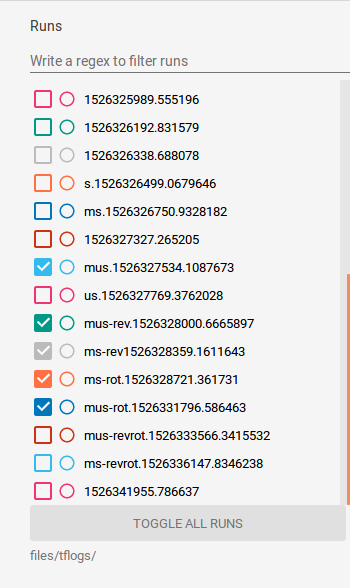 Runs
Write a regex to filter runs
1526325989.555196
1526326192.831579
1526326338.688078
s.1526326499.0679646
ms.1526326750.9328182
1526327327.265205
mus.1526327534.1087673
us.1526327769.3762028
mus-rev.1526328000.6665897
ms-rev1526328359.1611643
ms-rot.1526328721.361731
mus-rot.1526331796.586463
mus-revrot.1526333566.3415532
ms-revrot.1526336147.8346238
1526341955.786637
TOGGLE ALL RUNS
files/tflogs/